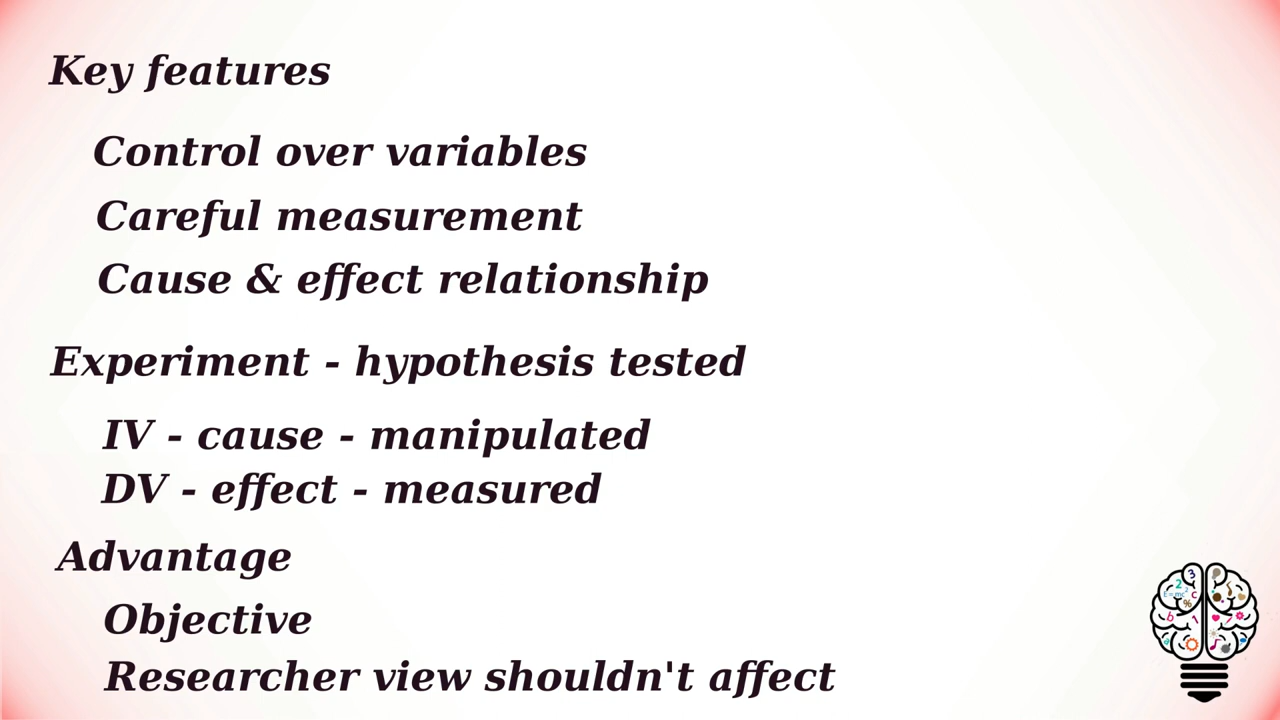 Key features
Control over variables
Careful measurement
Cause & effect relationship
Experiment - hypothesis tested
IV - cause - manipulated
DV - effect - measured
Advantage
Objective
Researcher view shouldn't affect